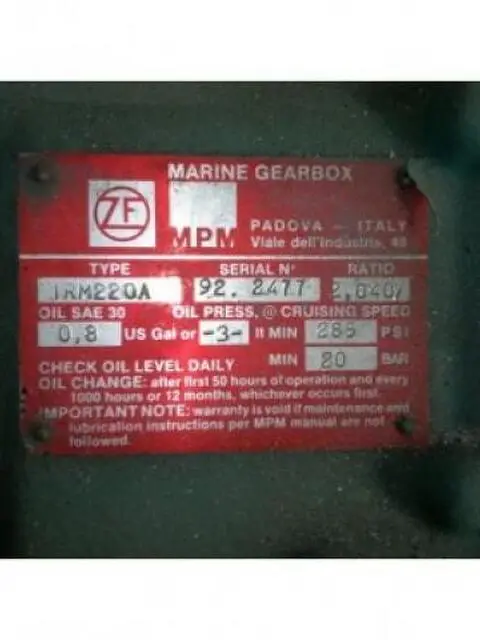 MARINE GEARBOX
ZF
MPM
PADOVA – ITALY
Viale dell'Industria, 48
TYPE SERIAL N° RATIO
IRM220A 92. 2477
OIL SAE 30 OIL PRESS. @ CRUISING SPEED
0,8 US Gal or -3- lt MIN 285 PSI
CHECK OIL LEVEL DAILY MIN 20 BAR
OIL CHANGE: after first 50 hours of operation and every
1000 hours or 12 months, whichever occurs first.
IMPORTANT NOTE: warranty is void if maintenance and
lubrication instructions per MPM manual are not
followed.